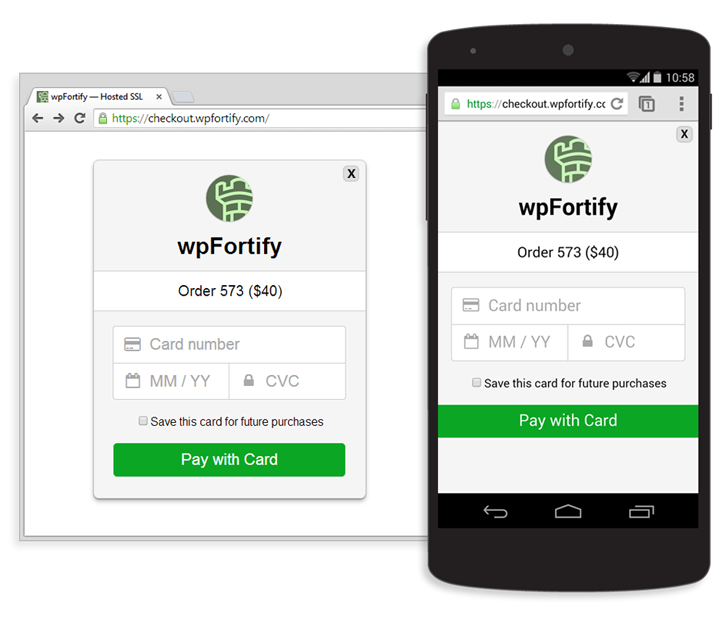 wpFortify — Hosted SSL
https://checkout.wpfortify.com/
X
wpFortify
Order 573 ($40)
Card number
MM / YY
CVC
Save this card for future purchases
Pay with Card
10:58
https://checkout.wpfortify.cc
1
X
wpFortify
Order 573 ($40)
Card number
MM / YY
CVC
Save this card for future purchases
Pay with Card